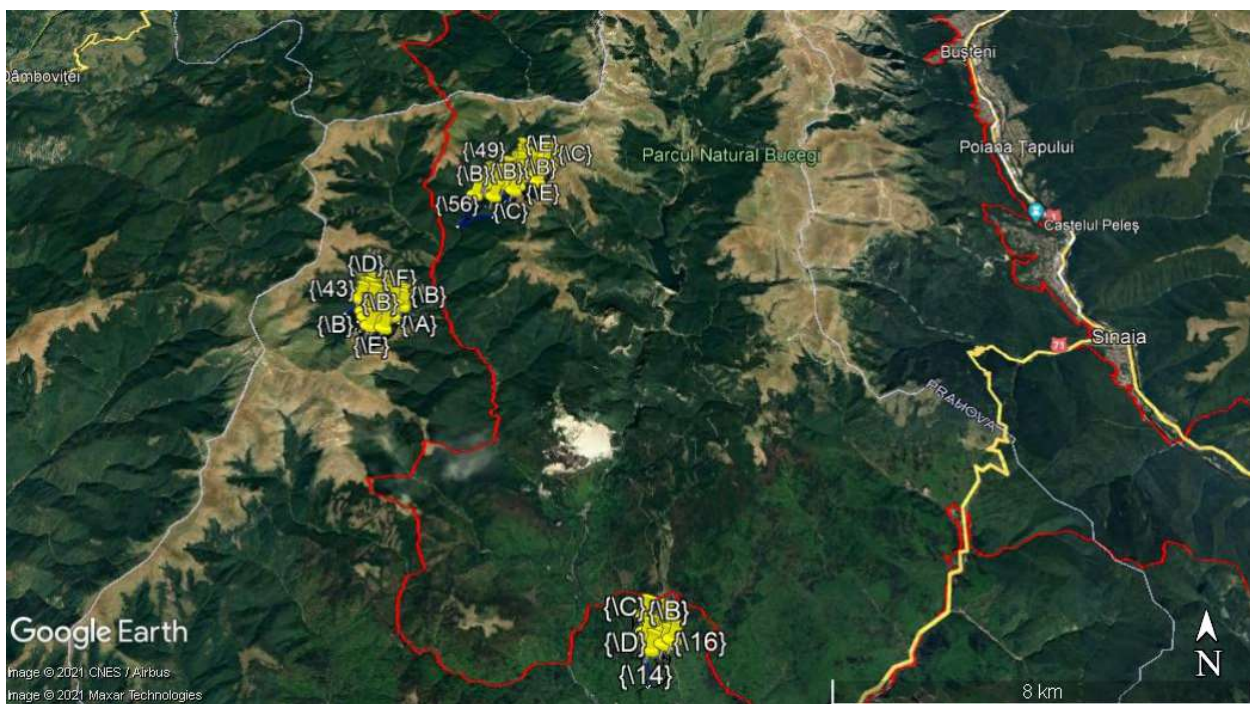 Bușteni
Dâmboviței
Poiana Țapului
{\49}
{\E}
{\C}
Parcul Natural Bucegi
{\B}
{\B}
{\B}
{\E}
{\56}
{\C}
Castelul Peleș
{\D}
{\F}
{\43}
{\B}
{\B}
{\B}
{\A}
{\E}
71
Sinaia
PRAHOVA
{\C}
{\B}
{\D}
{\16}
{\14}
Google Earth
Image © 2021 CNES / Airbus
Image © 2021 Maxar Technologies
N
8 km